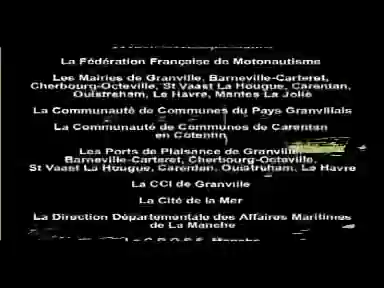 La Fédération Française de Motonautisme
Les Mairies de Granville, Barneville-Carteret,
Cherbourg-Octeville, St Vaast La Hougue, Carentan,
Ouistreham, Le Havre, Mantes La Jolie
La Communauté de Communes du Pays Granvillais
La Communauté de Communes de Carentan
en Cotentin
Les Ports de Plaisance de Granville,
Barneville-Carteret, Cherbourg-Octeville,
St Vaast La Hougue, Carentan, Ouistreham, Le Havre
La CCI de Granville
La Cité de la Mer
La Direction Départementale des Affaires Maritimes
de La Manche